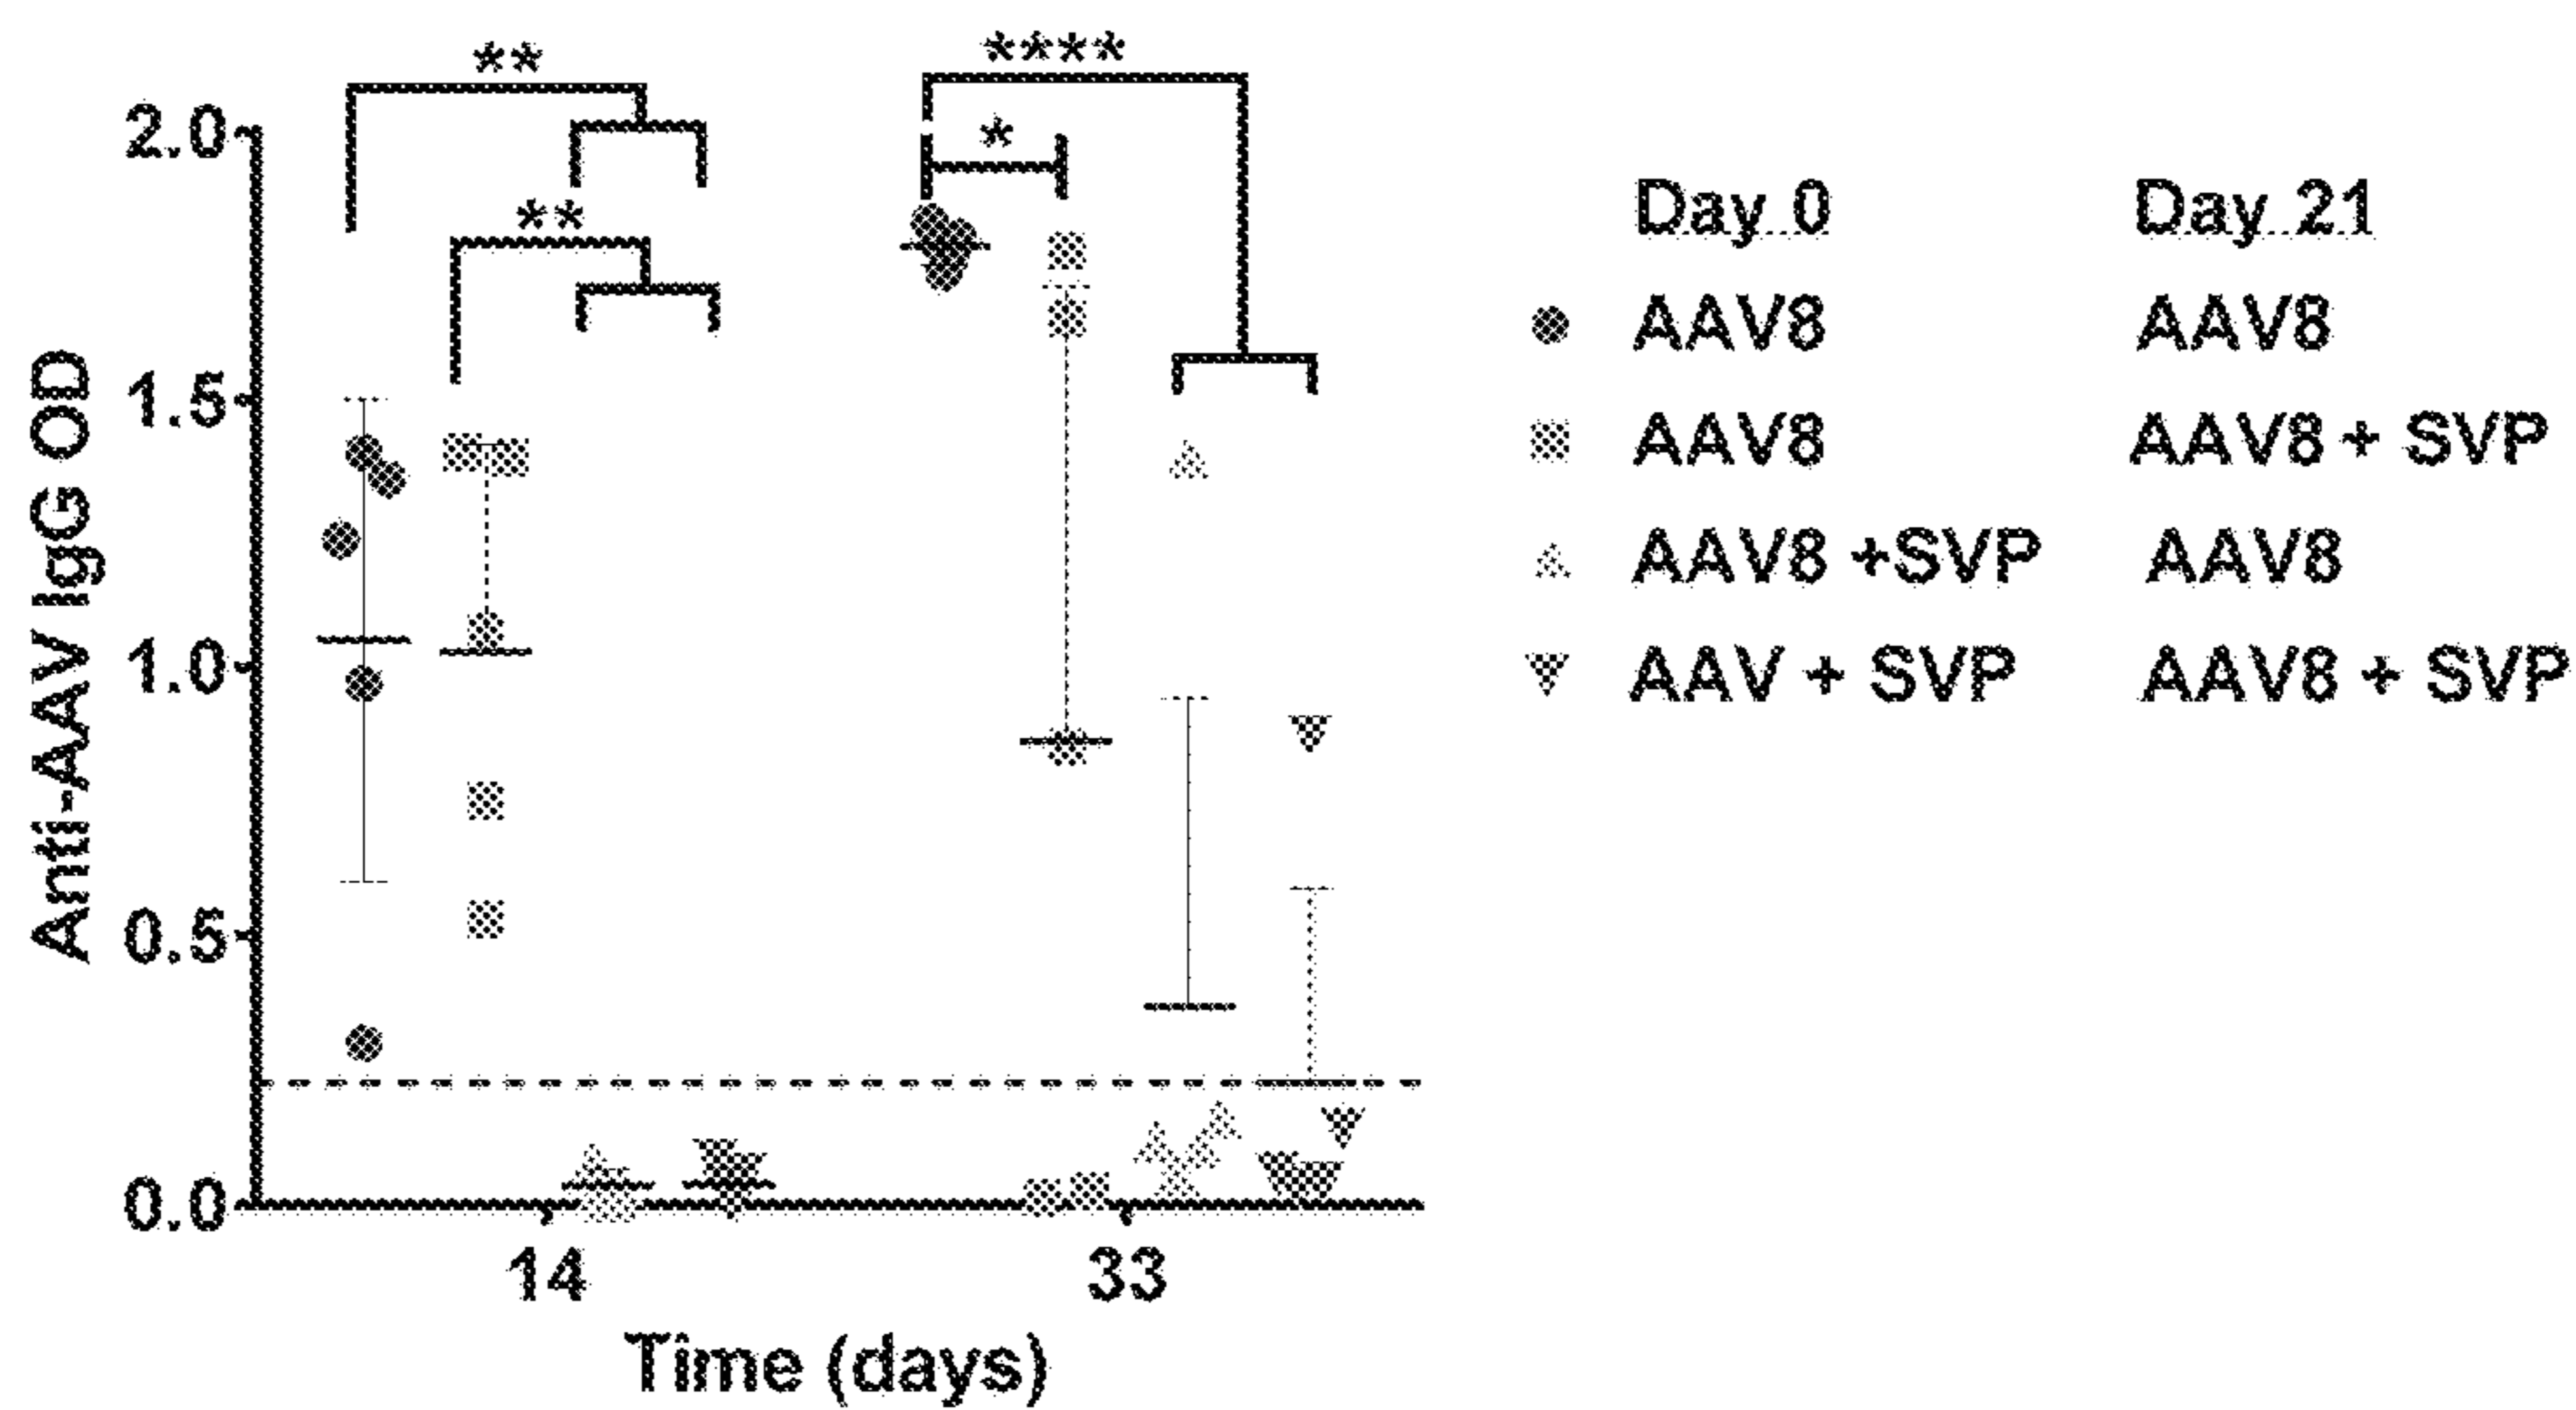 ** ****
2.0 *
**
1.5
1.0
0.5
0.0
Anti-AAV IgG OD
14 33
Time (days)
Day 0 Day 21
AAV8 AAV8
AAV8 AAV8 + SVP
AAV8 +SVP AAV8
AAV + SVP AAV8 + SVP